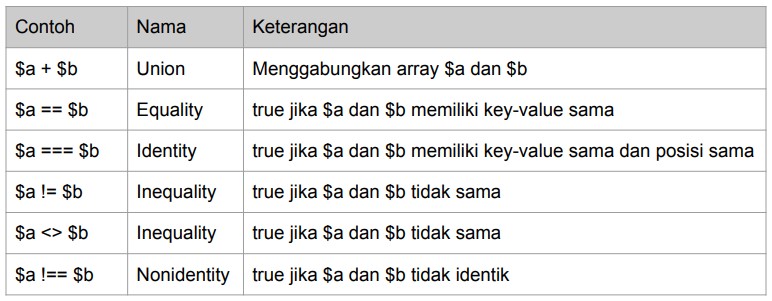 Contoh Nama Keterangan
$a + $b Union Menggabungkan array $a dan $b
$a == $b Equality true jika $a dan $b memiliki key-value sama
$a === $b Identity true jika $a dan $b memiliki key-value sama dan posisi sama
$a != $b Inequality true jika $a dan $b tidak sama
$a <> $b Inequality true jika $a dan $b tidak sama
$a !== $b Nonidentity true jika $a dan $b tidak identik